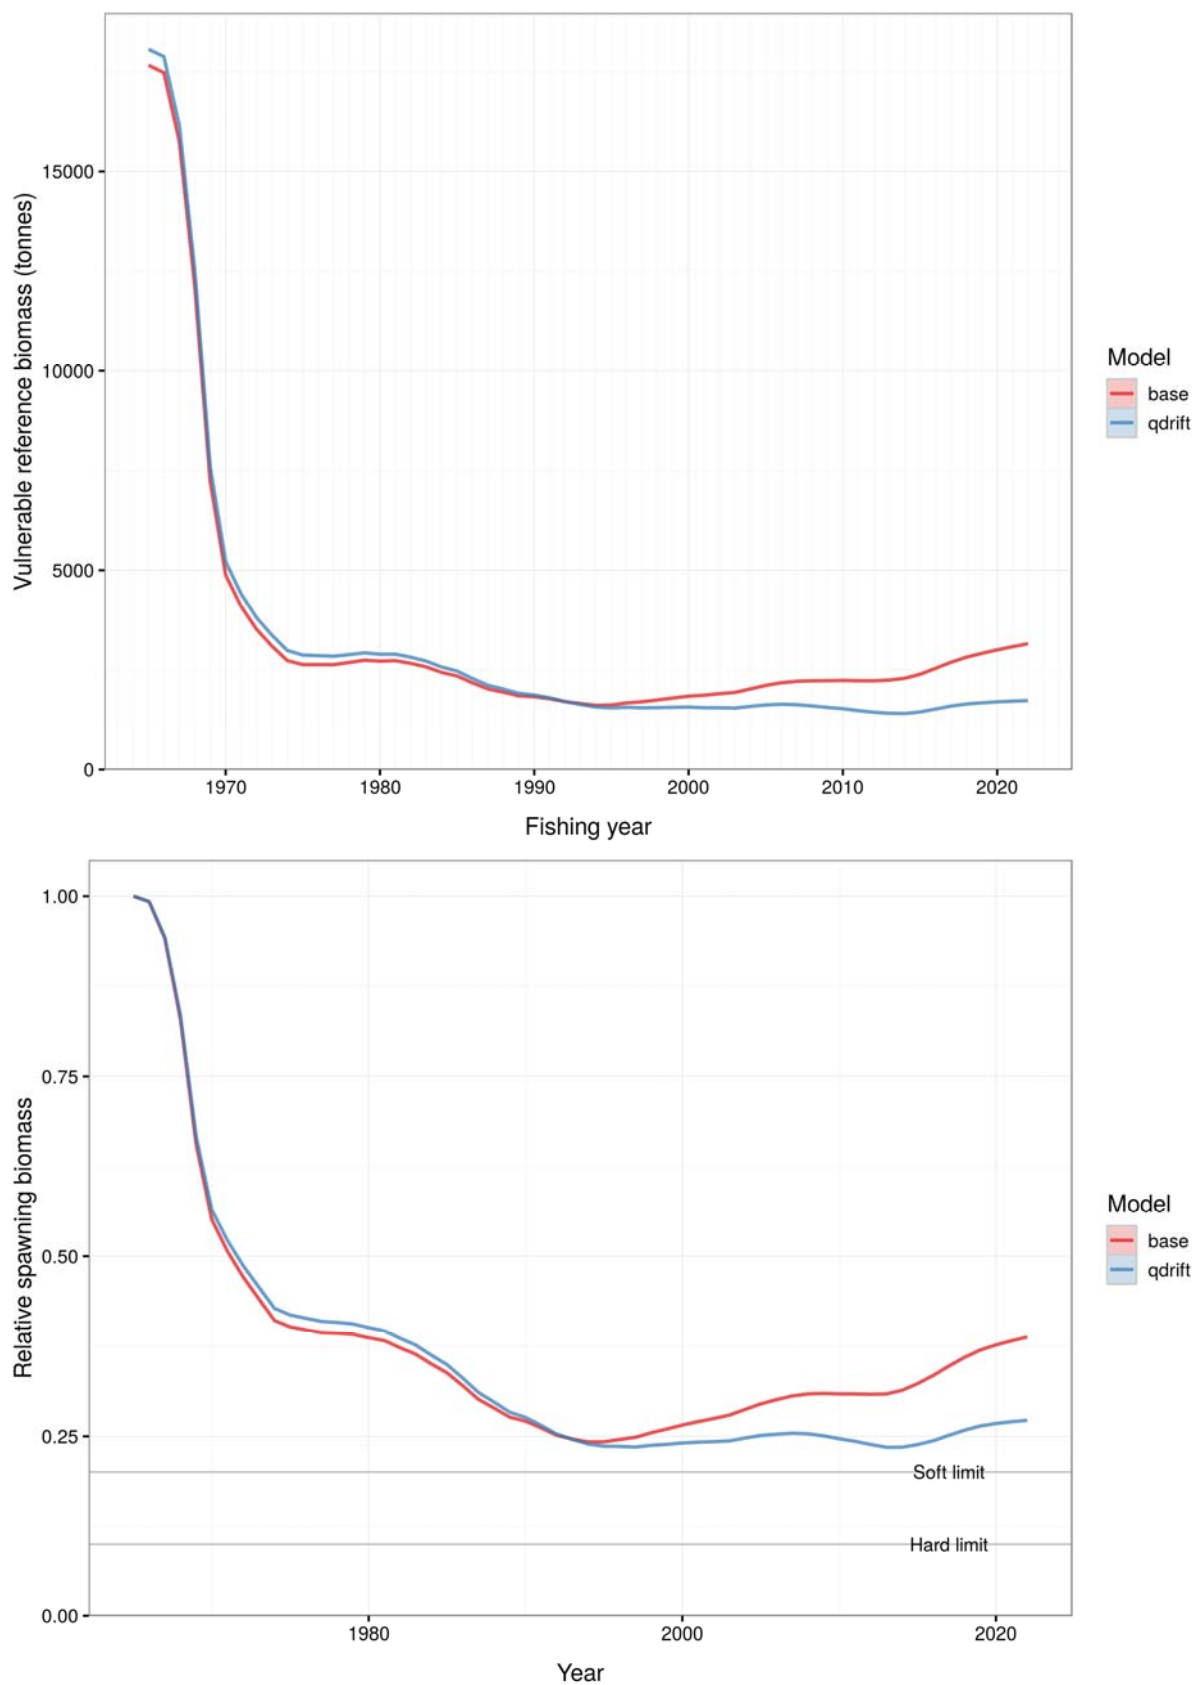 Vulnerable reference biomass (tonnes)
15000
10000
5000
0
1970 1980 1990 2000 2010 2020
Fishing year
Model
base
qdrift
Relative spawning biomass
1.00
0.75
0.50
0.25
0.00
Soft limit
Hard limit
1980 2000 2020
Year
Model
base
qdrift